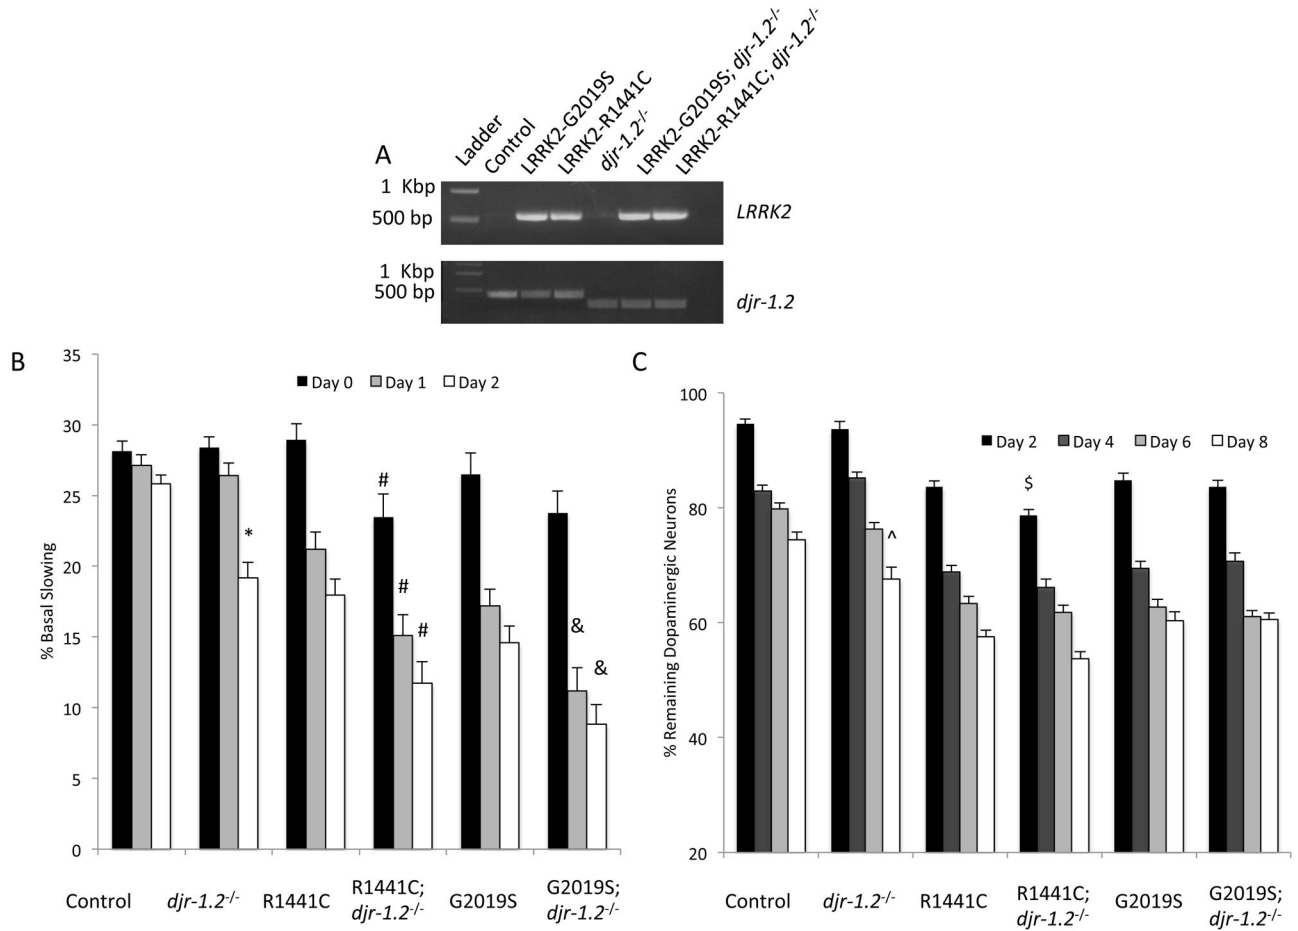 A
Ladder
Control
LRRK2-G2019S
LRRK2-R1441C
djr-1.2-/-
LRRK2-G2019S; djr-1.2-/-
LRRK2-R1441C; djr-1.2-/-
1 Kbp
500 bp
LRRK2
1 Kbp
500 bp
djr-1.2
B
% Basal Slowing
35
30
25
20
15
10
5
0
Day 0 Day 1 Day 2
*
#
#
#
&
&
Control
djr-1.2-/-
R1441C
R1441C;
djr-1.2-/-
G2019S
G2019S;
djr-1.2-/-
C
% Remaining Dopaminergic Neurons
100
80
60
40
20
Day 2 Day 4 Day 6 Day 8
^
$
Control
djr-1.2-/-
R1441C
R1441C;
djr-1.2-/-
G2019S
G2019S;
djr-1.2-/-